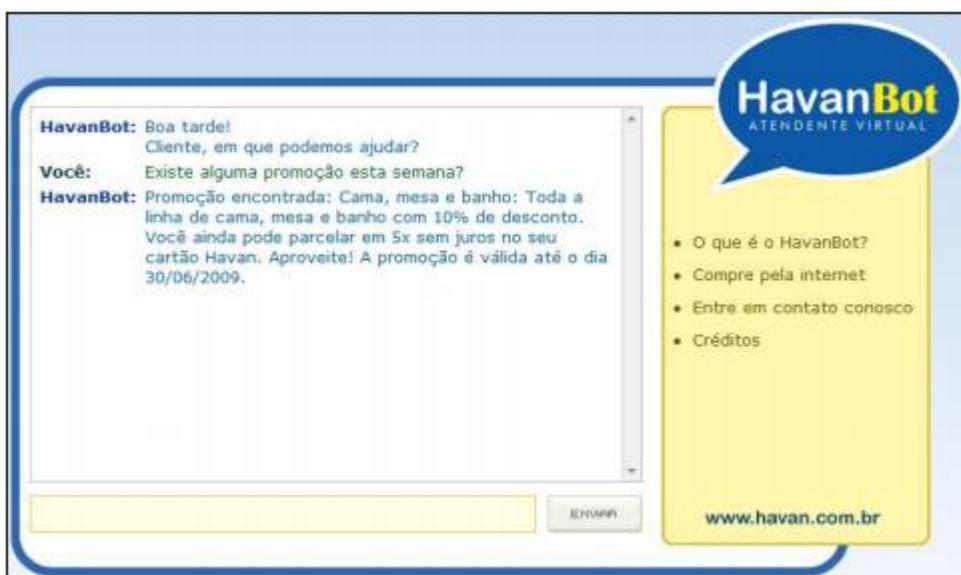 HavanBot
ATENDENTE VIRTUAL
HavanBot: Boa tarde!
Cliente, em que podemos ajudar?
Você: Existe alguma promoção esta semana?
HavanBot: Promoção encontrada: Cama, mesa e banho: Toda a
linha de cama, mesa e banho com 10% de desconto.
Você ainda pode parcelar em 5x sem juros no seu
cartão Havan. Aproveite! A promoção é válida até o dia
30/06/2009.
ENVIAR
• O que é o HavanBot?
• Compre pela internet
• Entre em contato conosco
• Créditos
www.havan.com.br